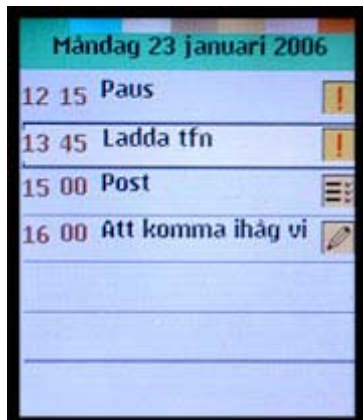 Måndag 23 januari 2006
12 15 Paus
13 45 Ladda tfn
15 00 Post
16 00 Att komma ihåg vi